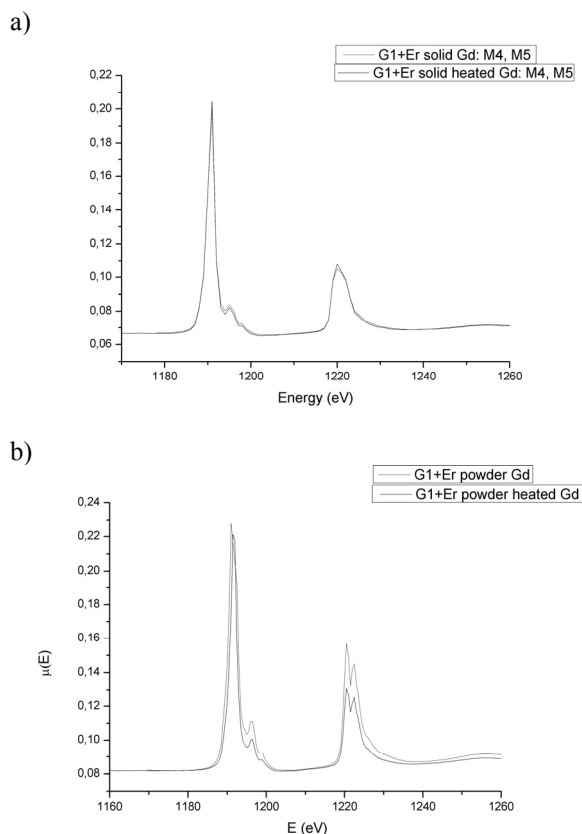 a)
G1+Er solid Gd: M4, M5
G1+Er solid heated Gd: M4, M5
0,22
0,20
0,18
0,16
0,14
0,12
0,10
0,08
0,06
1180 1200 1220 1240 1260
Energy (eV)
b)
G1+Er powder Gd
G1+Er powder heated Gd
0,24
0,22
0,20
0,18
0,16
0,14
0,12
0,10
0,08
μ(E)
1160 1180 1200 1220 1240 1260
E (eV)